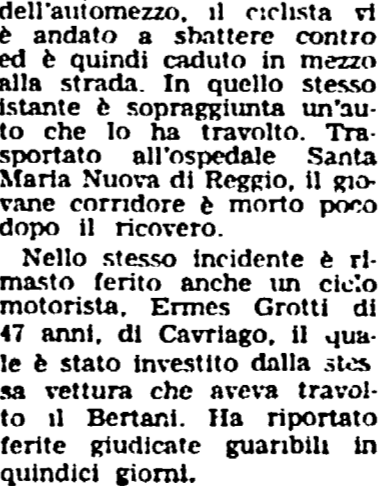 dell'automezzo, il ciclista vi
è andato a sbattere contro
ed è quindi caduto in mezzo
alla strada. In quello stesso
istante è sopraggiunta un'au-
to che lo ha travolto. Tra-
sportato all'ospedale Santa
Maria Nuova di Reggio, il gio-
vane corridore è morto poco
dopo il ricovero.
Nello stesso incidente è ri-
masto ferito anche un ciclo
motorista, Ermes Grotti di
47 anni, di Cavriago, il qua-
le è stato investito dalla stes
sa vettura che aveva travol-
to il Bertani. Ha riportato
ferite giudicate guaribili in
quindici giorni.